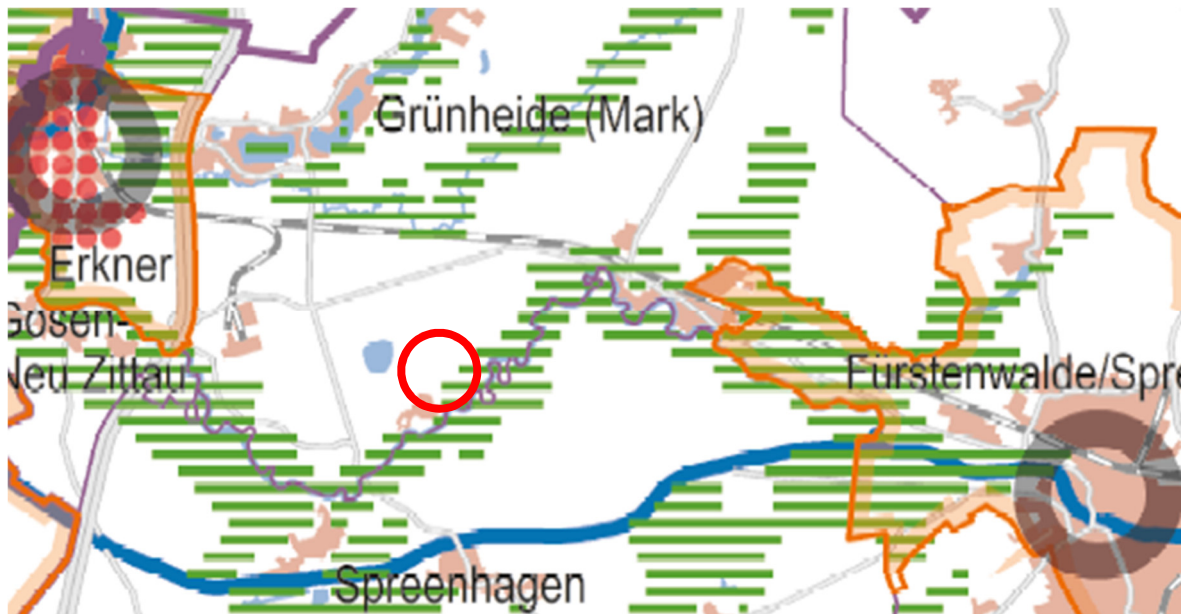 Grünheide (Mark)
Erkner
Gosen-
Neu Zittau
Fürstenwalde/Spre
Spreenhagen